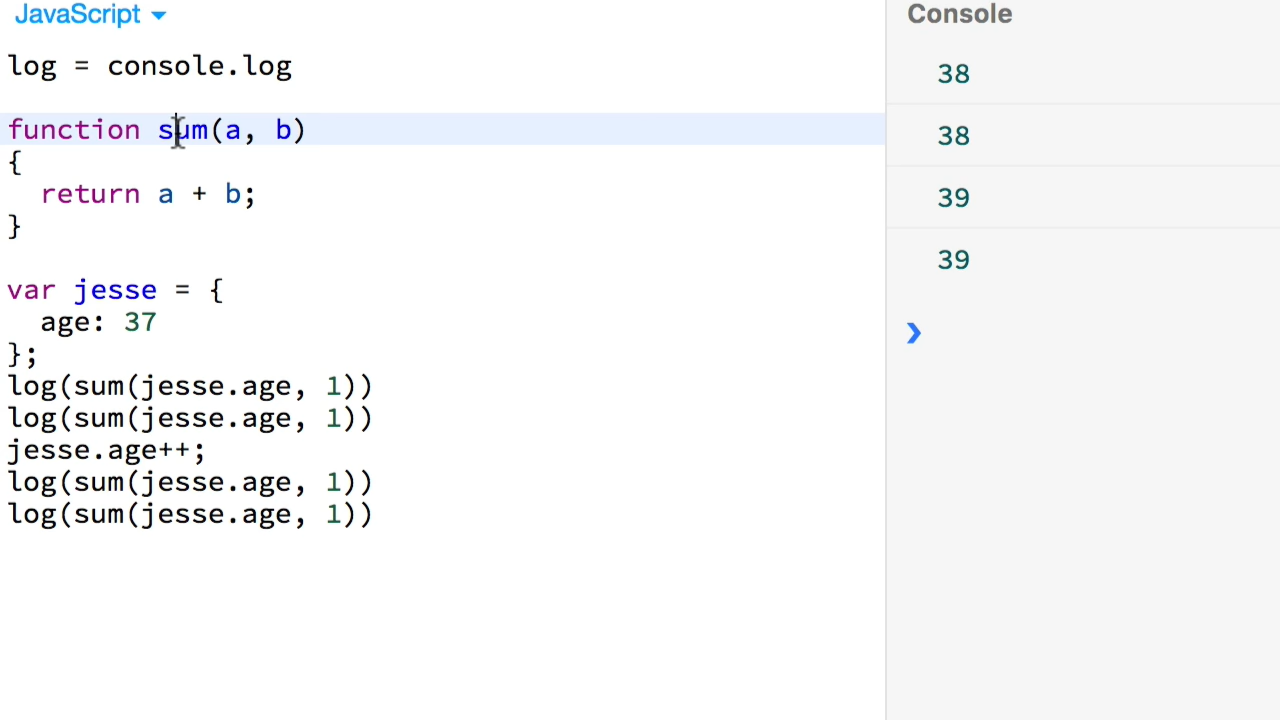 JavaScript
log = console.log
function sum(a, b)
{
  return a + b;
}
var jesse = {
  age: 37
};
log(sum(jesse.age, 1))
log(sum(jesse.age, 1))
jesse.age++;
log(sum(jesse.age, 1))
log(sum(jesse.age, 1))
Console
38
38
39
39